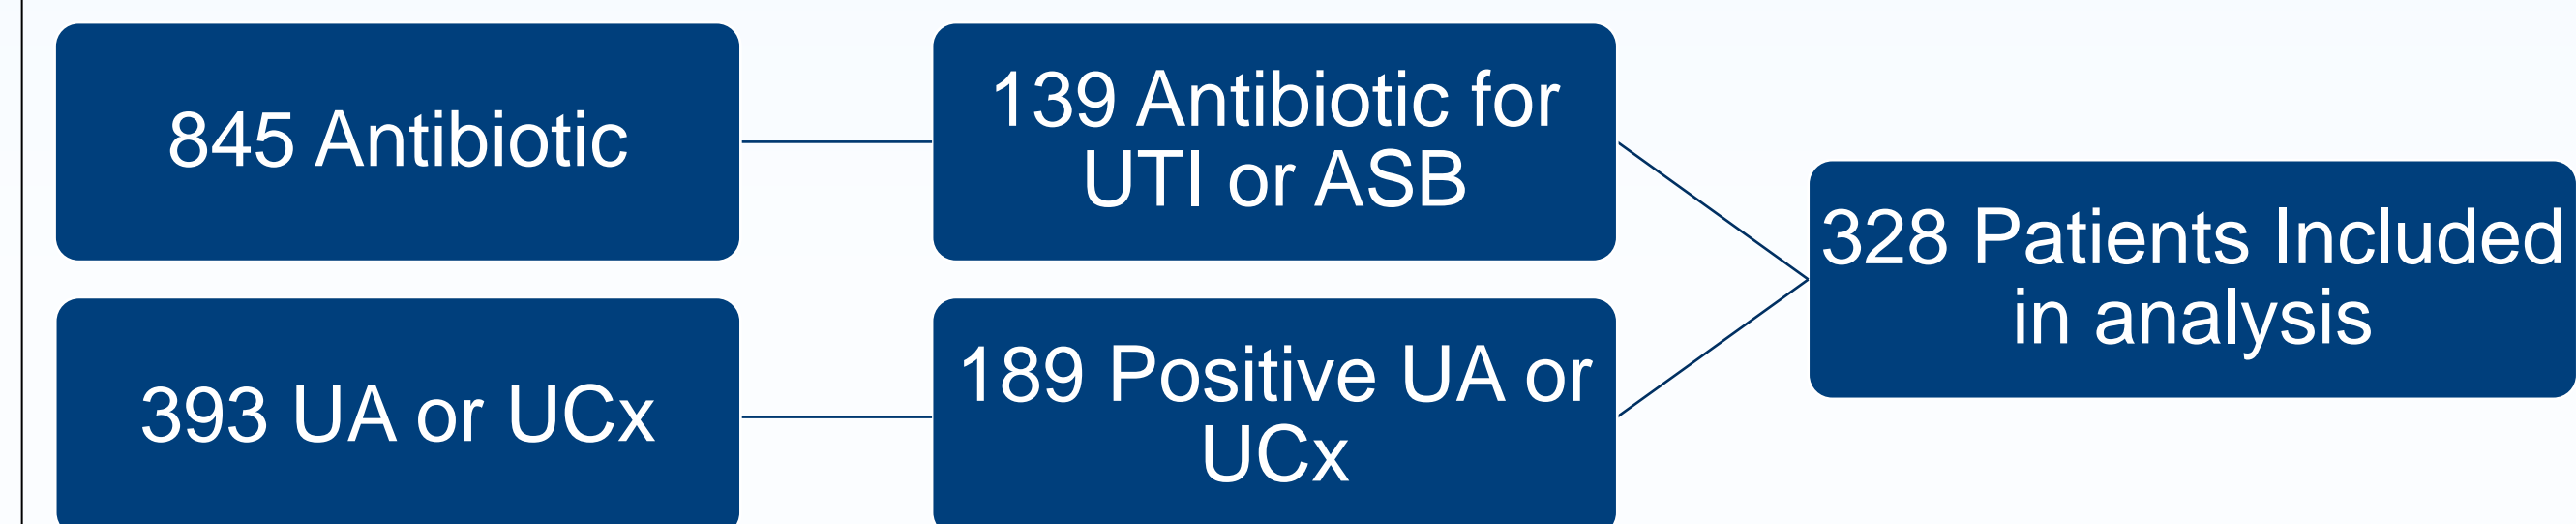 845 Antibiotic
139 Antibiotic for
UTI or ASB
393 UA or UCx
189 Positive UA or
UCx
328 Patients Included
in analysis